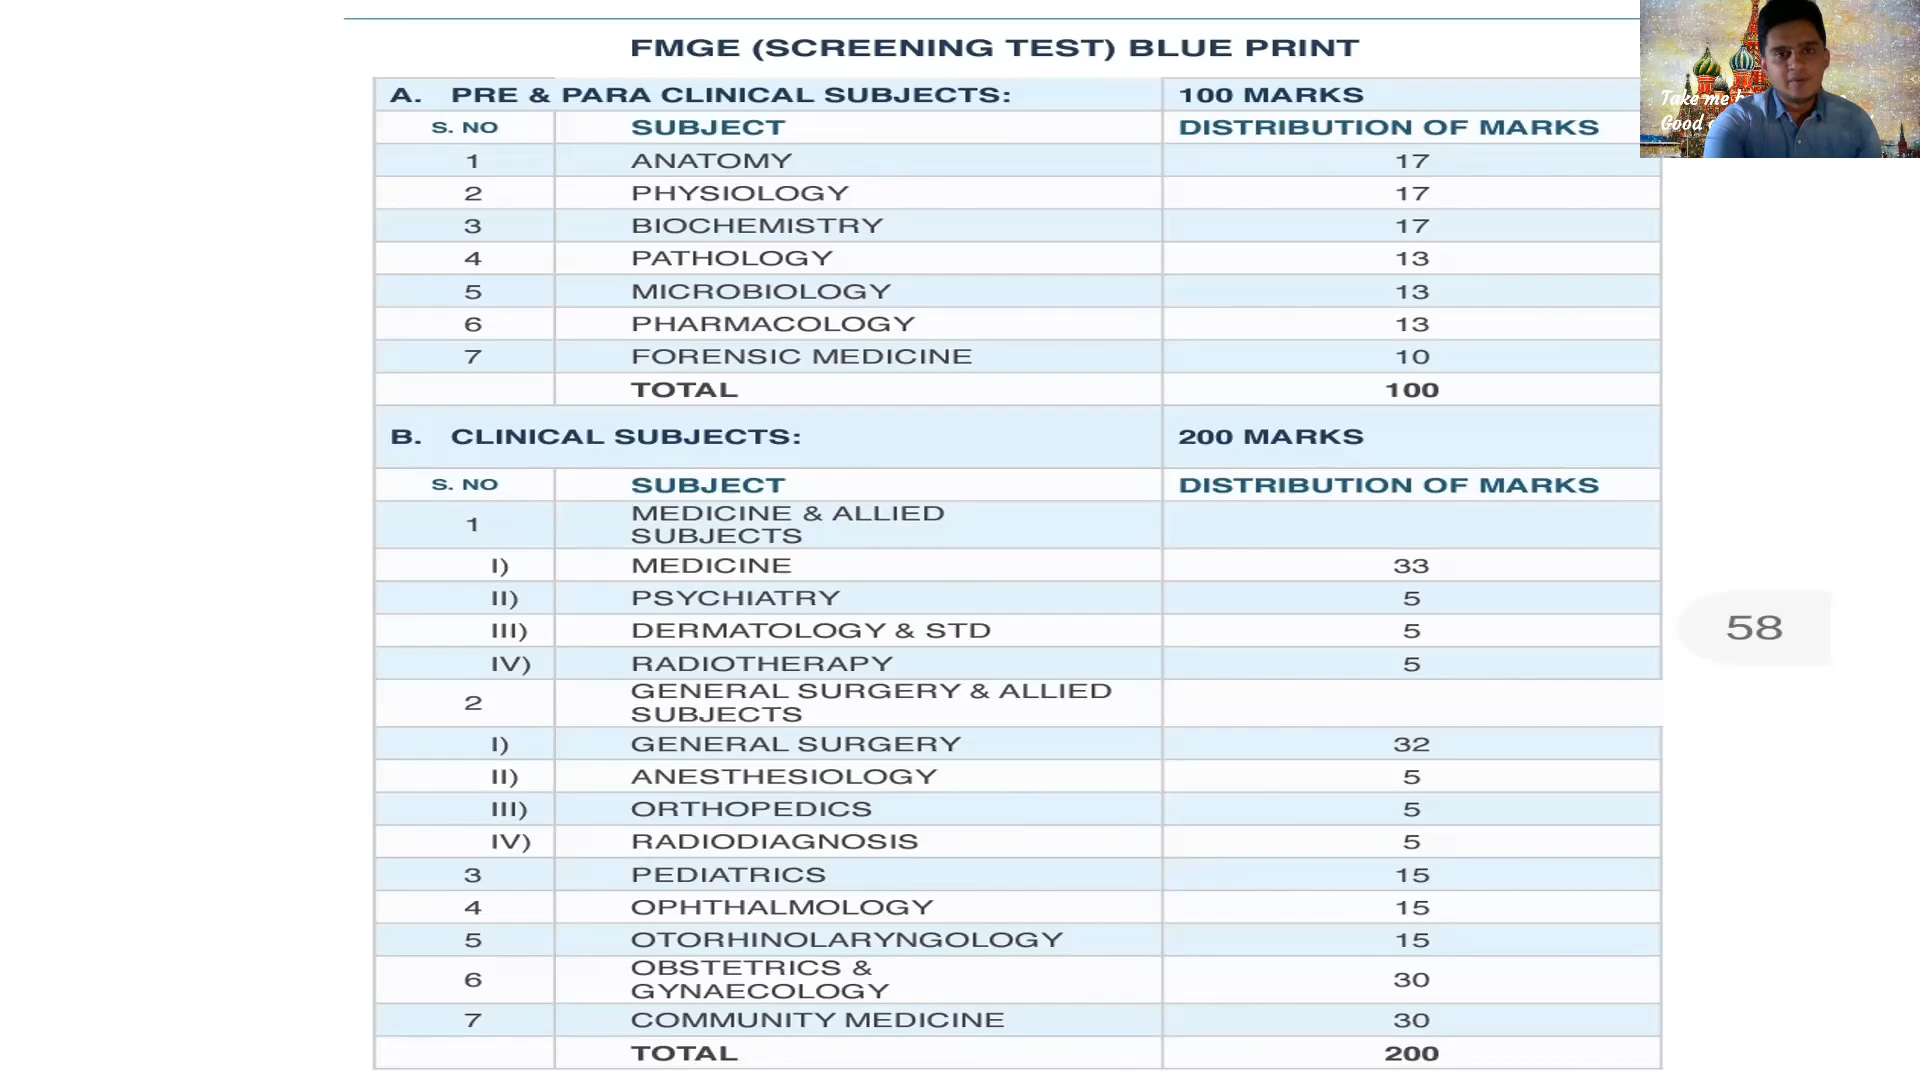 FMGE (SCREENING TEST) BLUE PRINT
A. PRE & PARA CLINICAL SUBJECTS: 100 MARKS
S. NO SUBJECT DISTRIBUTION OF MARKS
1 ANATOMY 17
2 PHYSIOLOGY 17
3 BIOCHEMISTRY 17
4 PATHOLOGY 13
5 MICROBIOLOGY 13
6 PHARMACOLOGY 13
7 FORENSIC MEDICINE 10
TOTAL 100
B. CLINICAL SUBJECTS: 200 MARKS
S. NO SUBJECT DISTRIBUTION OF MARKS
1 MEDICINE & ALLIED
SUBJECTS
I) MEDICINE 33
II) PSYCHIATRY 5
III) DERMATOLOGY & STD 5
IV) RADIOTHERAPY 5
2 GENERAL SURGERY & ALLIED
SUBJECTS
I) GENERAL SURGERY 32
II) ANESTHESIOLOGY 5
III) ORTHOPEDICS 5
IV) RADIODIAGNOSIS 5
3 PEDIATRICS 15
4 OPHTHALMOLOGY 15
5 OTORHINOLARYNGOLOGY 15
6 OBSTETRICS &
GYNAECOLOGY 30
7 COMMUNITY MEDICINE 30
TOTAL 200
58
Take me
Good